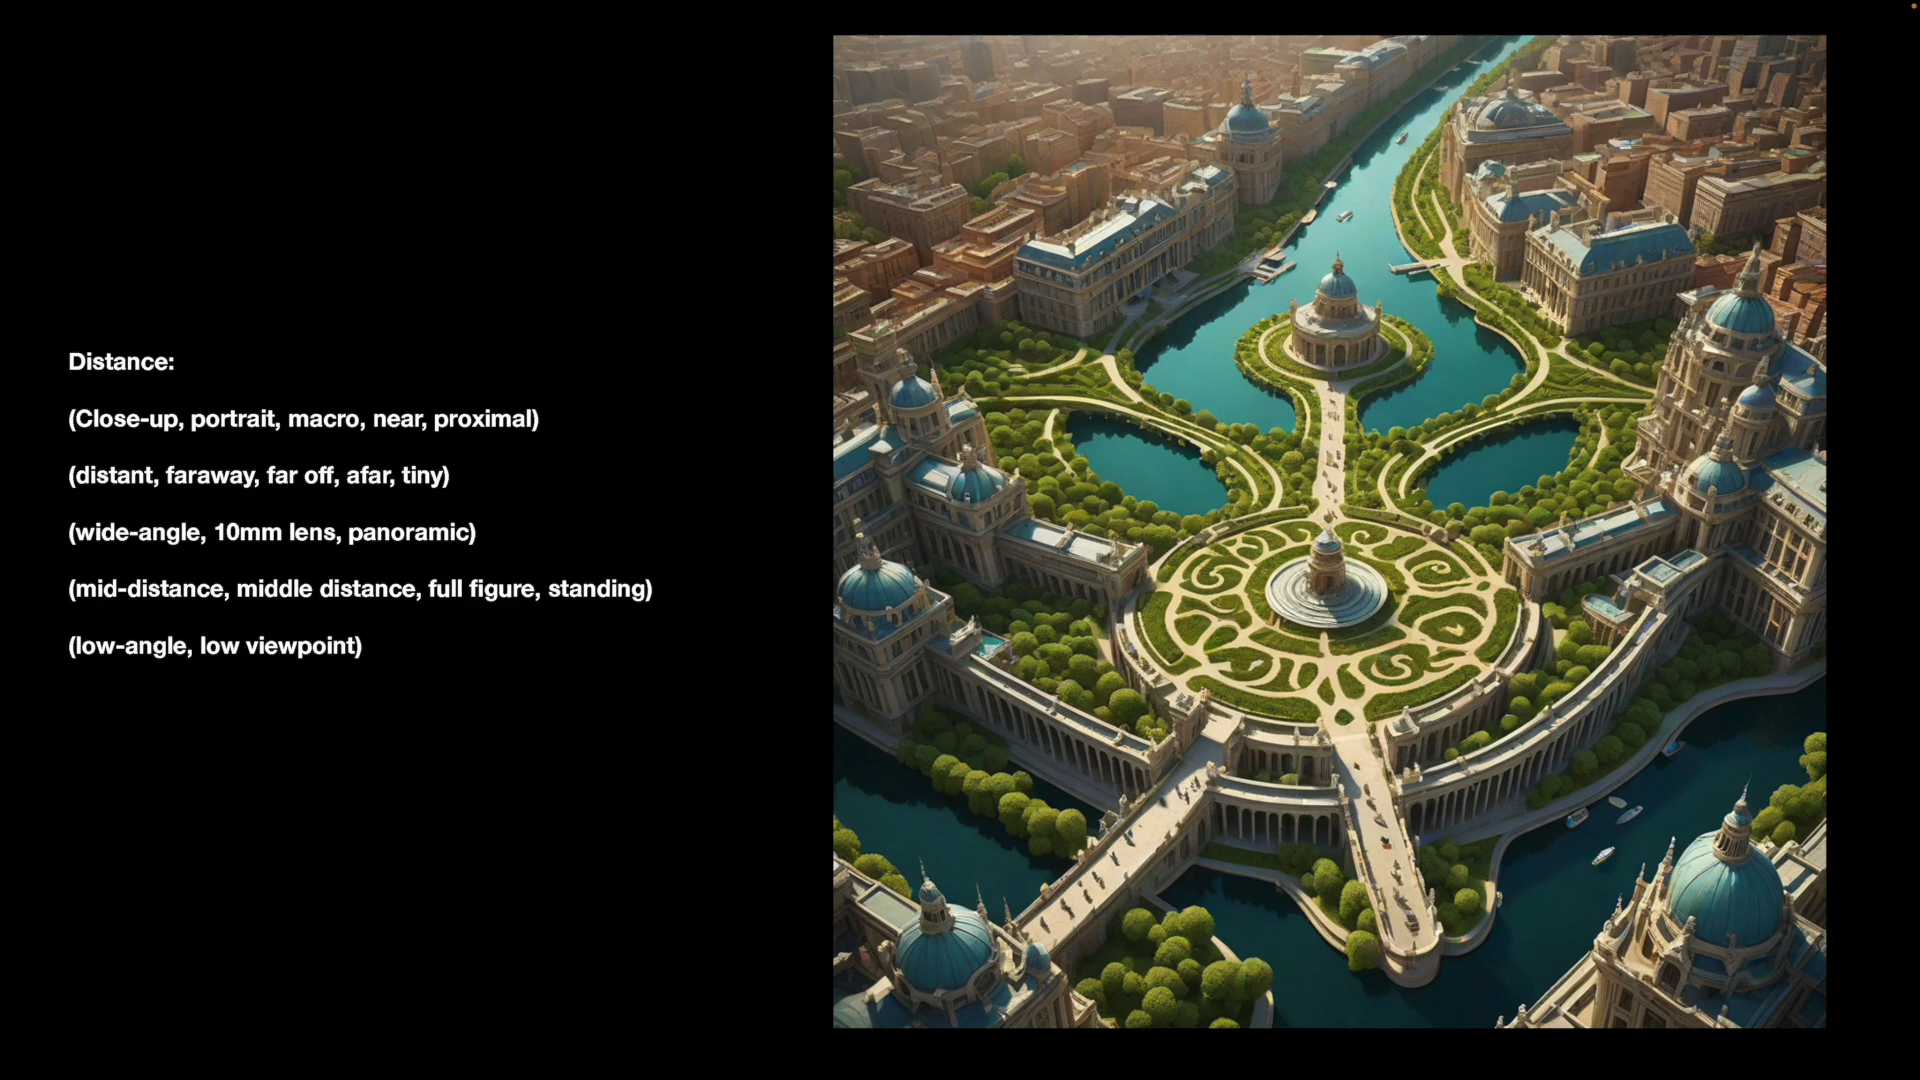 Distance:
(Close-up, portrait, macro, near, proximal)
(distant, faraway, far off, afar, tiny)
(wide-angle, 10mm lens, panoramic)
(mid-distance, middle distance, full figure, standing)
(low-angle, low viewpoint)